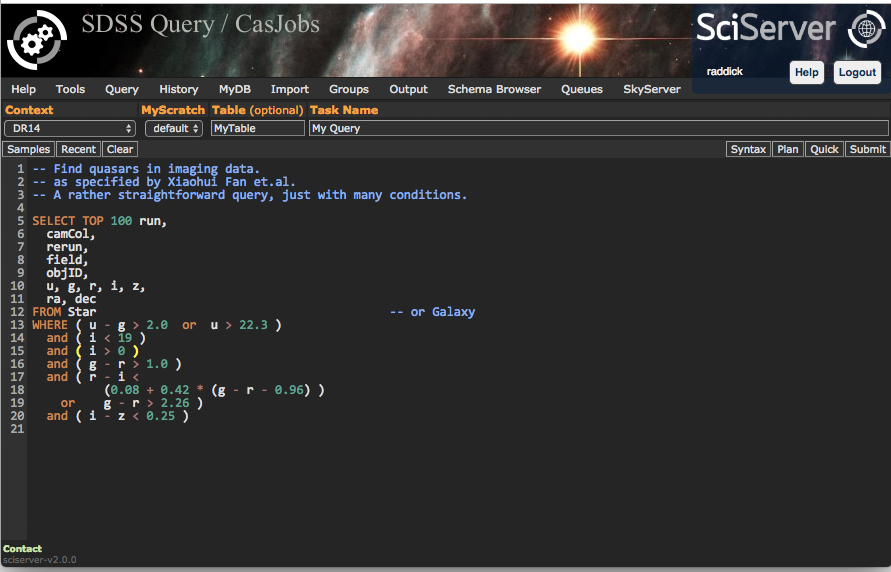 SDSS Query / CasJobs
SciServer
raddick Help Logout
Help Tools Query History MyDB Import Groups Output Schema Browser Queues SkyServer
Context MyScratch Table (optional) Task Name
DR14 default MyTable My Query
Samples Recent Clear Syntax Plan Quick Submit
1 -- Find quasars in imaging data.
2 -- as specified by Xiaohui Fan et.al.
3 -- A rather straightforward query, just with many conditions.
4
5 SELECT TOP 100 run,
6 camCol,
7 rerun,
8 field,
9 objID,
10 u, g, r, i, z,
11 ra, dec
12 FROM Star -- or Galaxy
13 WHERE ( u - g > 2.0 or u > 22.3 )
14 and ( i < 19 )
15 and ( i > 0 )
16 and ( g - r > 1.0 )
17 and ( r - i <
18 (0.08 + 0.42 * (g - r - 0.96) )
19 or g - r > 2.26 )
20 and ( i - z < 0.25 )
21
Contact
sciserver-v2.0.0